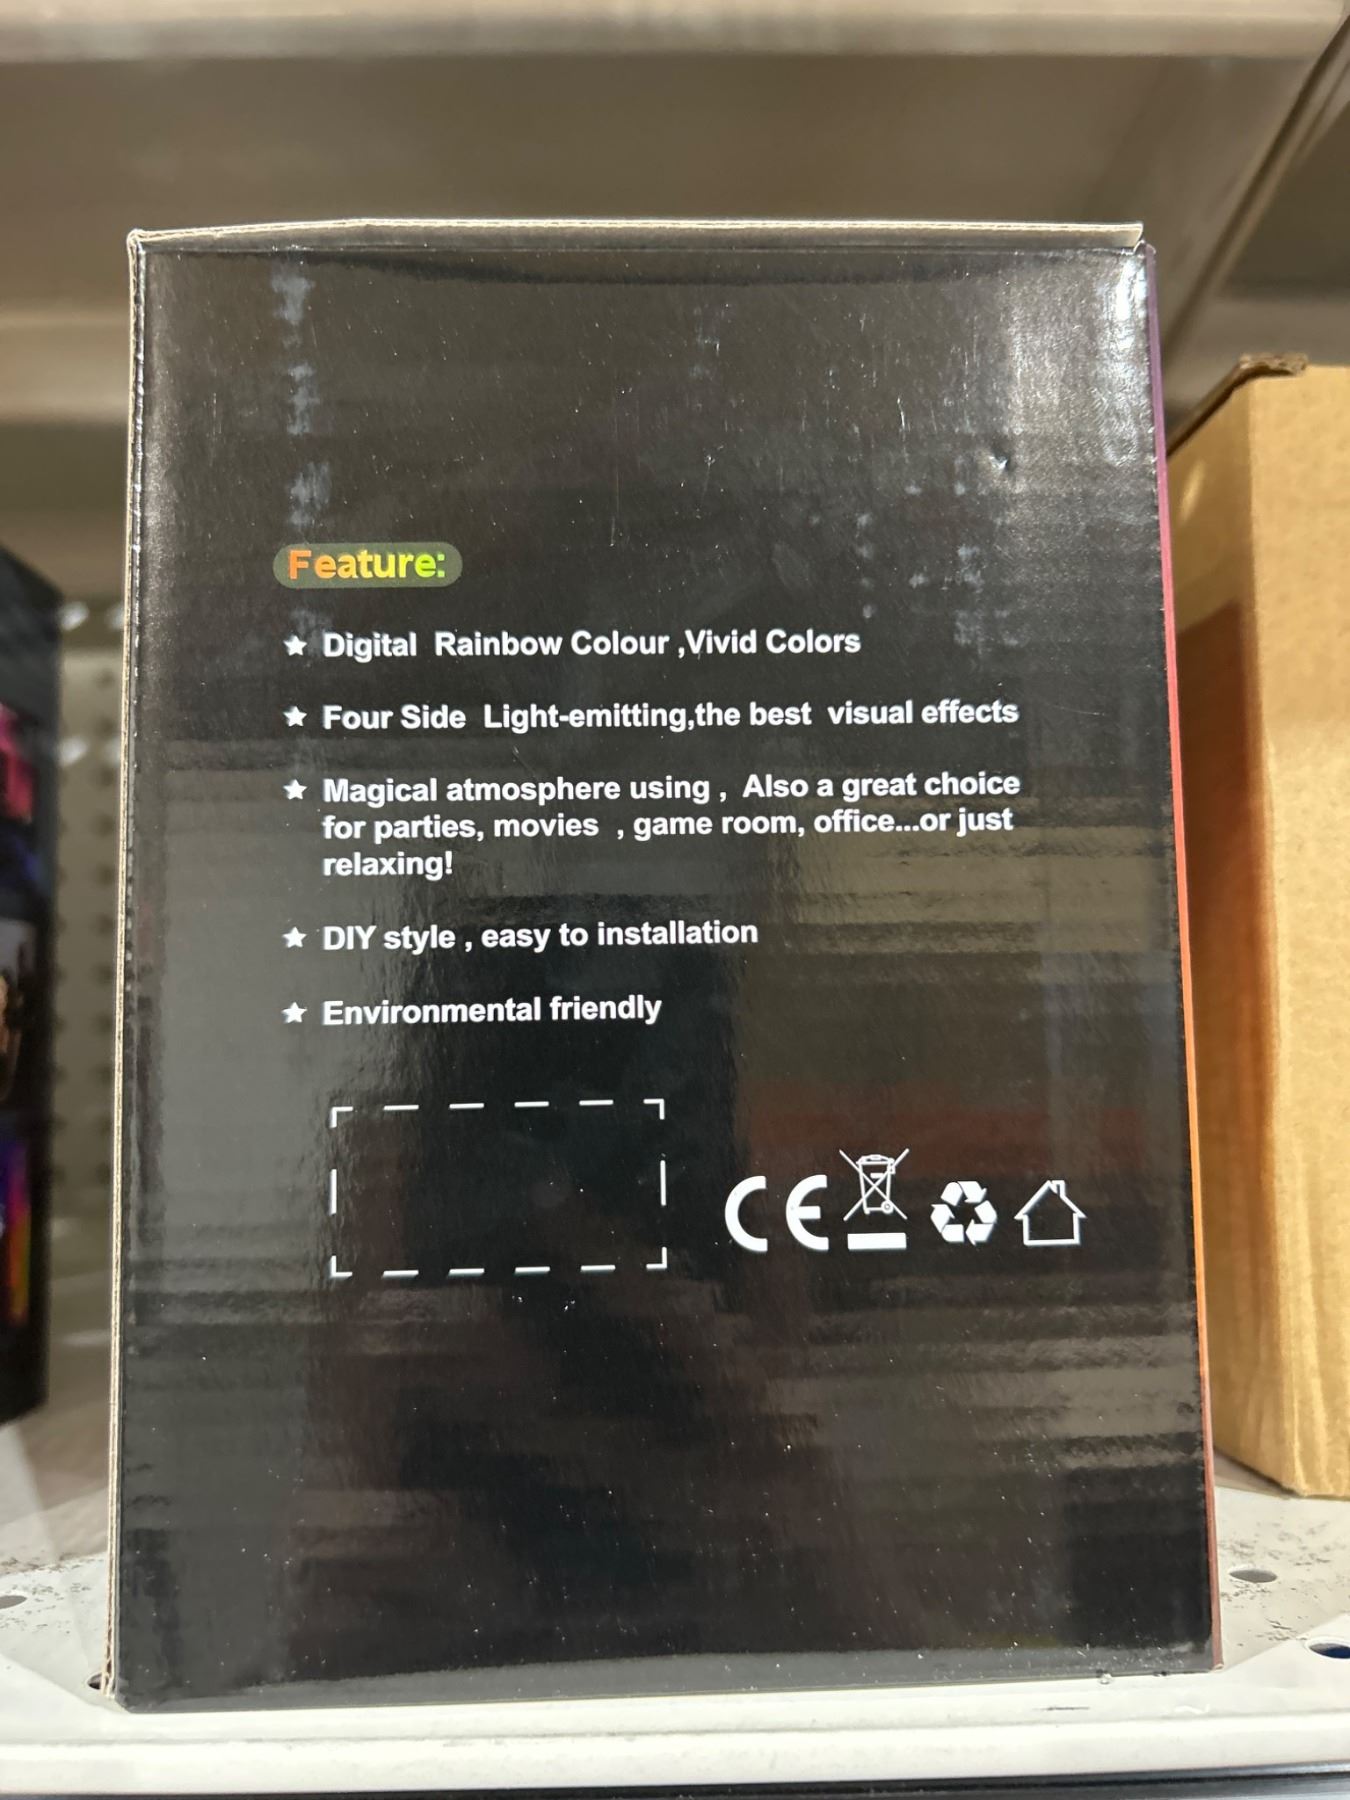 Feature:
★ Digital Rainbow Colour ,Vivid Colors
★ Four Side Light-emitting,the best visual effects
★ Magical atmosphere using , Also a great choice
for parties, movies , game room, office...or just
relaxing!
★ DIY style , easy to installation
★ Environmental friendly
CE